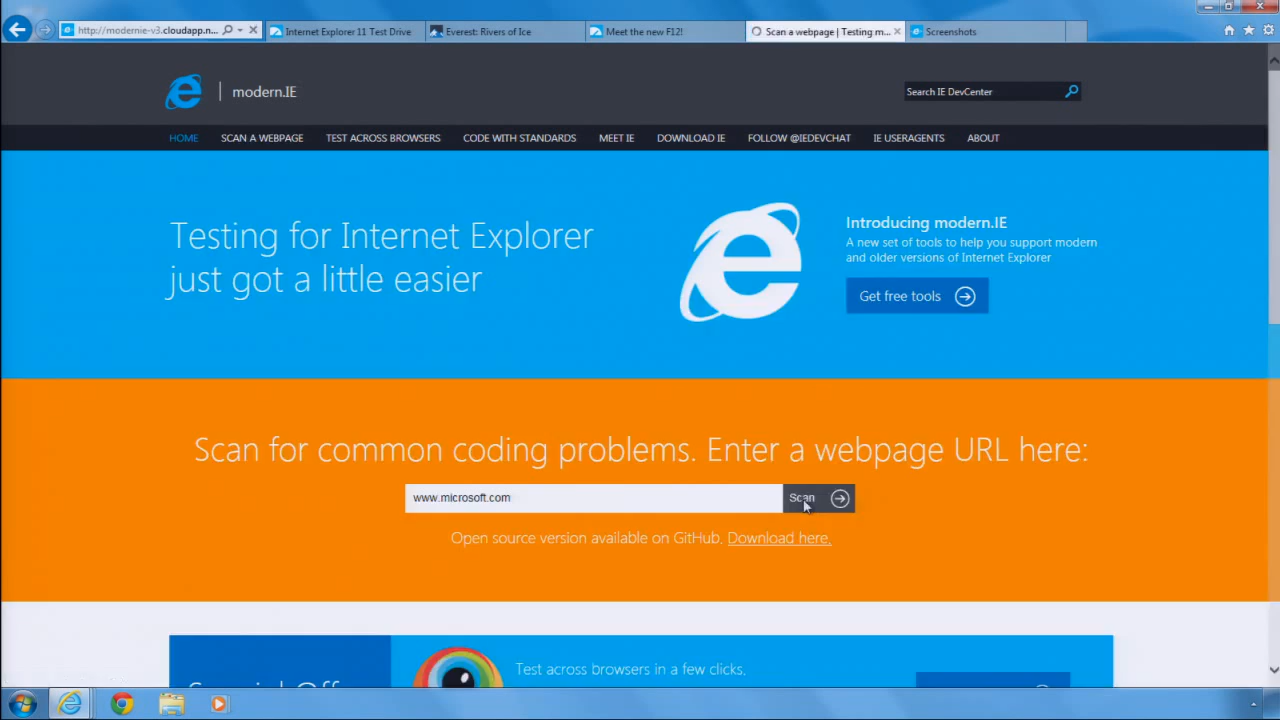 http://modernie-v3.cloudapp.n...
Internet Explorer 11 Test Drive
Everest: Rivers of Ice
Meet the new F12!
Scan a webpage | Testing m...
Screenshots
modern.IE
Search IE DevCenter
HOME
SCAN A WEBPAGE
TEST ACROSS BROWSERS
CODE WITH STANDARDS
MEET IE
DOWNLOAD IE
FOLLOW @IEDEVCHAT
IE USERAGENTS
ABOUT
Testing for Internet Explorer
just got a little easier
Introducing modern.IE
A new set of tools to help you support modern
and older versions of Internet Explorer
Get free tools
Scan for common coding problems. Enter a webpage URL here:
www.microsoft.com
Scan
Open source version available on GitHub. Download here.
Test across browsers in a few clicks.